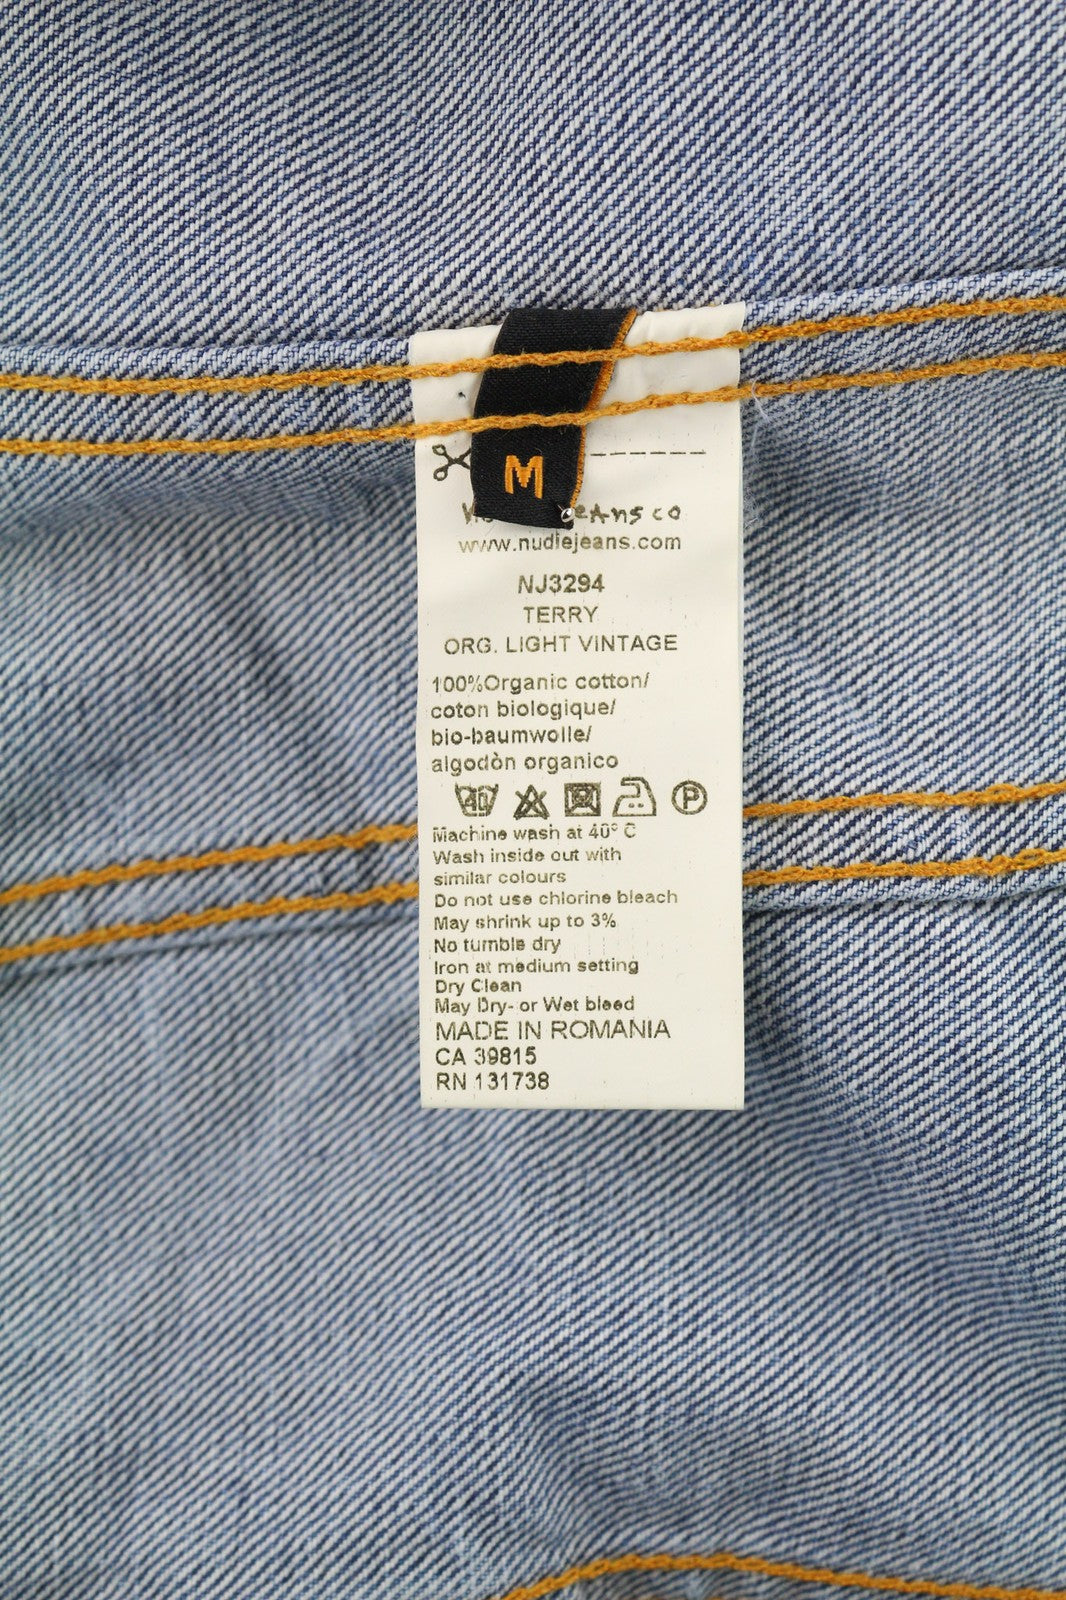 M
eans co
www.nudiejeans.com
NJ3294
TERRY
ORG. LIGHT VINTAGE
100%Organic cotton/
coton biologique/
bio-baumwolle/
algodòn organico
40 P
Machine wash at 40° C
Wash inside out with
similar colours
Do not use chlorine bleach
May shrink up to 3%
No tumble dry
Iron at medium setting
Dry Clean
May Dry- or Wet bleed
MADE IN ROMANIA
CA 39815
RN 131738